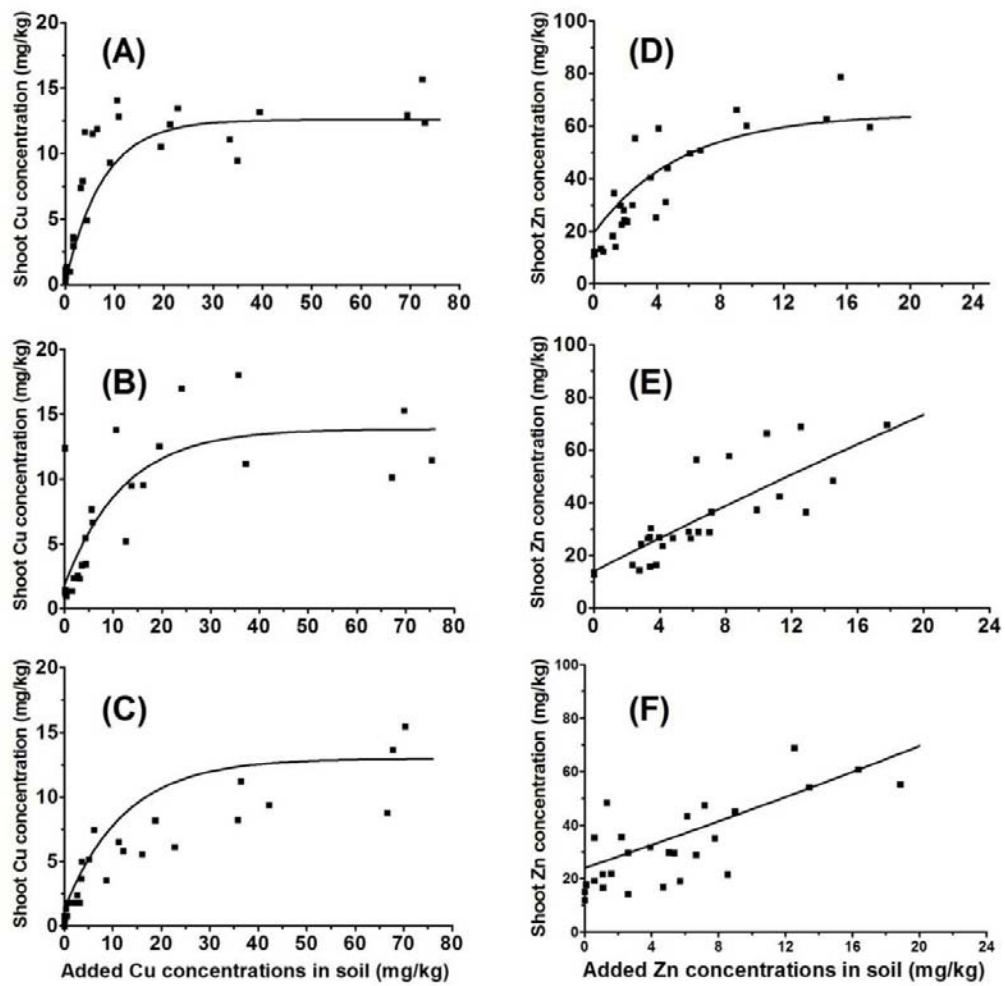 Shoot Cu concentration (mg/kg)
20
15
10
5
0
(A)
0 10 20 30 40 50 60 70 80
Shoot Zn concentration (mg/kg)
100
80
60
40
20
0
(D)
0 4 8 12 16 20 24
Shoot Cu concentration (mg/kg)
20
15
10
5
0
(B)
0 10 20 30 40 50 60 70 80
Shoot Zn concentration (mg/kg)
100
80
60
40
20
0
(E)
0 4 8 12 16 20 24
Shoot Cu concentration (mg/kg)
20
15
10
5
0
(C)
0 10 20 30 40 50 60 70 80
Added Cu concentrations in soil (mg/kg)
Shoot Zn concentration (mg/kg)
100
80
60
40
20
0
(F)
0 4 8 12 16 20 24
Added Zn concentrations in soil (mg/kg)